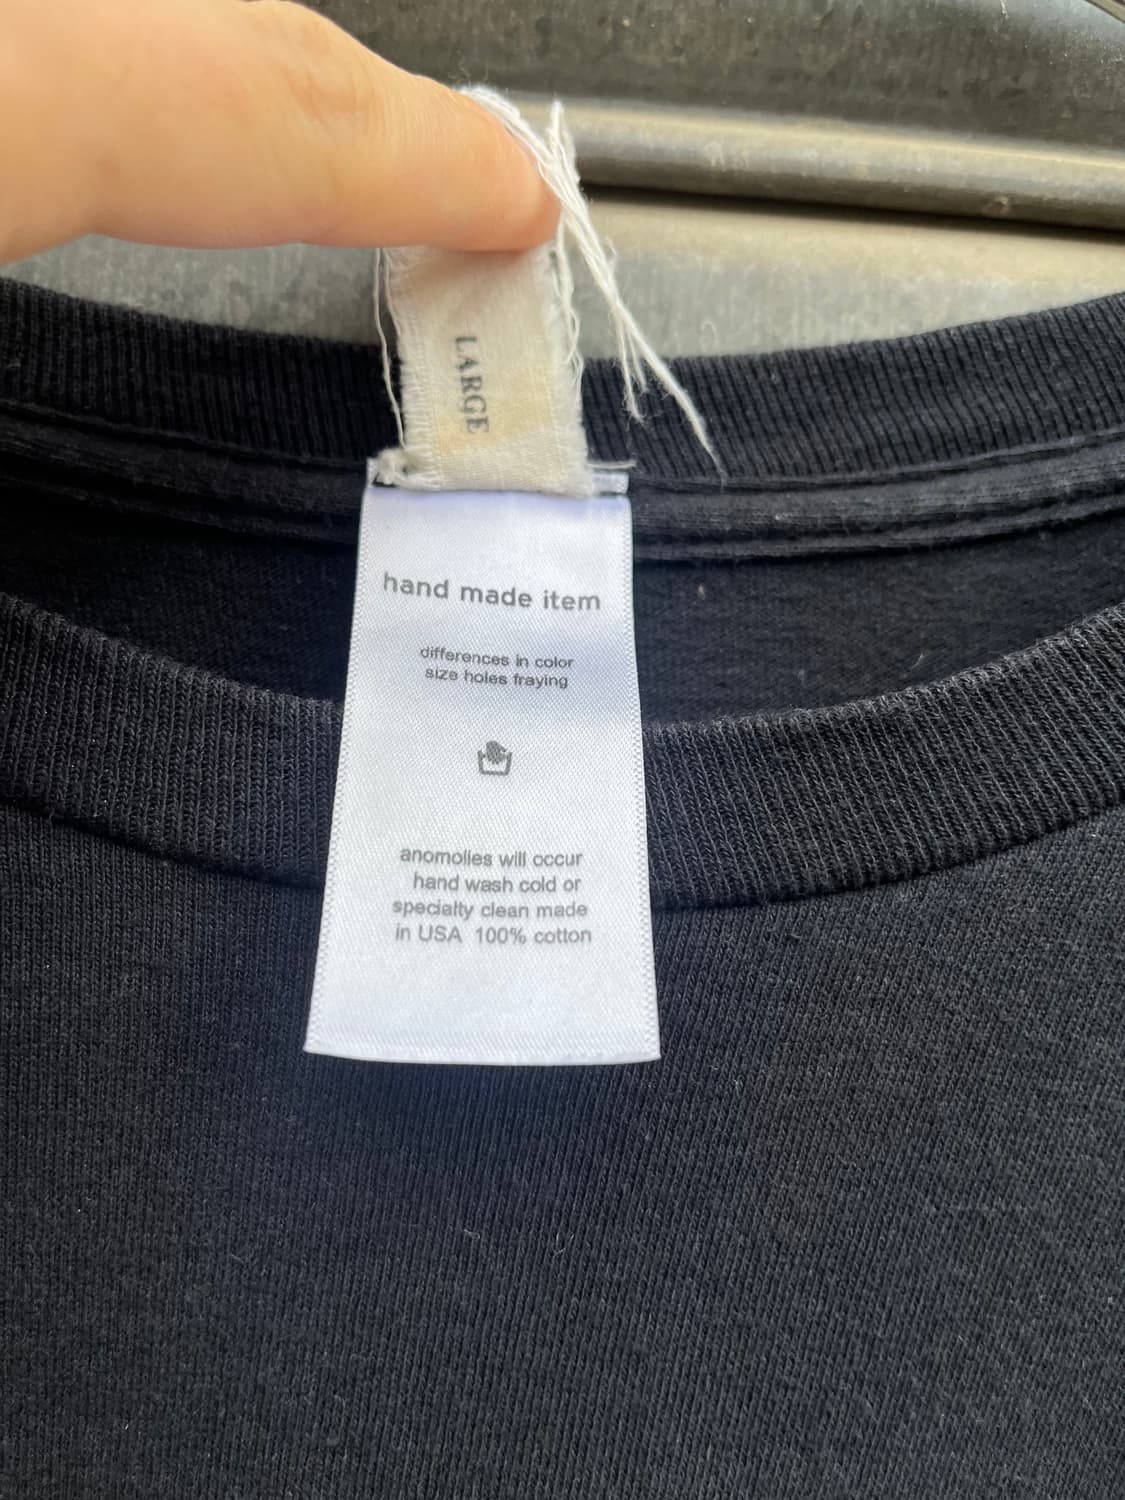 LARGE
hand made item
differences in color
size holes fraying
anomolies will occur
hand wash cold or
specialty clean made
in USA 100% cotton